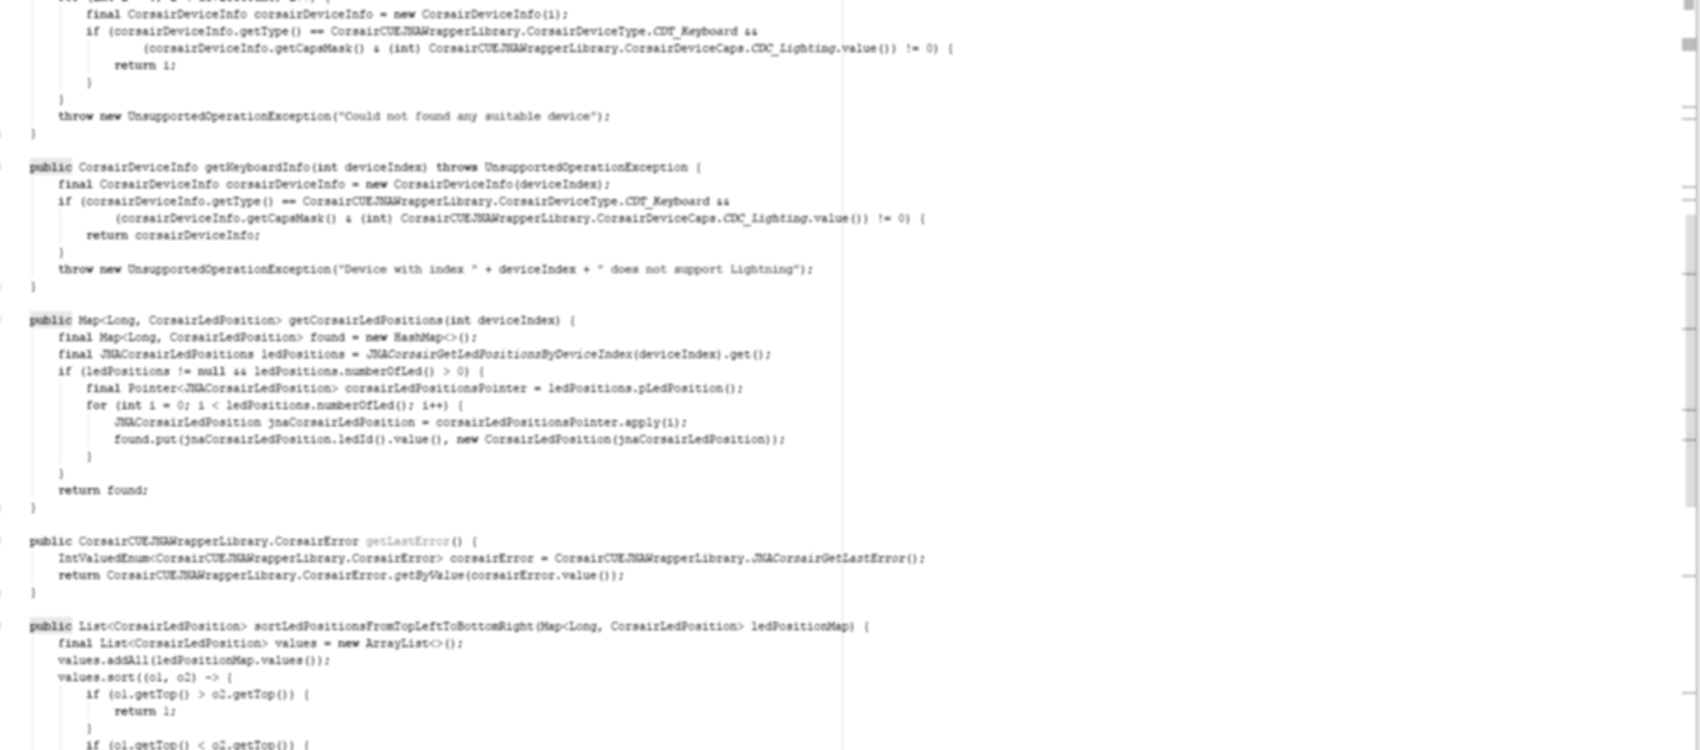 final CorsairDeviceInfo corsairDeviceInfo = new CorsairDeviceInfo(i);
if (corsairDeviceInfo.getType() == CorsairCUEJNAWrapperLibrary.CorsairDeviceType.CDT_Keyboard &&
(corsairDeviceInfo.getCapsMask() & (int) CorsairCUEJNAWrapperLibrary.CorsairDeviceCaps.CDC_Lighting.value()) != 0) {
return i;
}
}
throw new UnsupportedOperationException("Could not found any suitable device");
}
public CorsairDeviceInfo getKeyboardInfo(int deviceIndex) throws UnsupportedOperationException {
final CorsairDeviceInfo corsairDeviceInfo = new CorsairDeviceInfo(deviceIndex);
if (corsairDeviceInfo.getType() == CorsairCUEJNAWrapperLibrary.CorsairDeviceType.CDT_Keyboard &&
(corsairDeviceInfo.getCapsMask() & (int) CorsairCUEJNAWrapperLibrary.CorsairDeviceCaps.CDC_Lighting.value()) != 0) {
return corsairDeviceInfo;
}
throw new UnsupportedOperationException("Device with index " + deviceIndex + " does not support Lightning");
}
public Map<Long, CorsairLedPosition> getCorsairLedPositions(int deviceIndex) {
final Map<Long, CorsairLedPosition> found = new HashMap<>();
final JNACorsairLedPositions ledPositions = JNACorsairGetLedPositionsByDeviceIndex(deviceIndex).get();
if (ledPositions != null && ledPositions.numberOfLed() > 0) {
final Pointer<JNACorsairLedPosition> corsairLedPositionsPointer = ledPositions.pLedPosition();
for (int i = 0; i < ledPositions.numberOfLed(); i++) {
JNACorsairLedPosition jnaCorsairLedPosition = corsairLedPositionsPointer.apply(i);
found.put(jnaCorsairLedPosition.ledId().value(), new CorsairLedPosition(jnaCorsairLedPosition));
}
}
return found;
}
public CorsairCUEJNAWrapperLibrary.CorsairError getLastError() {
IntValuedEnum<CorsairCUEJNAWrapperLibrary.CorsairError> corsairError = CorsairCUEJNAWrapperLibrary.JNACorsairGetLastError();
return CorsairCUEJNAWrapperLibrary.CorsairError.getByValue(corsairError.value());
}
public List<CorsairLedPosition> sortLedPositionsFromTopLeftToBottomRight(Map<Long, CorsairLedPosition> ledPositionMap) {
final List<CorsairLedPosition> values = new ArrayList<>();
values.addAll(ledPositionMap.values());
values.sort((o1, o2) -> {
if (o1.getTop() > o2.getTop()) {
return 1;
}
if (o1.getTop() < o2.getTop()) {